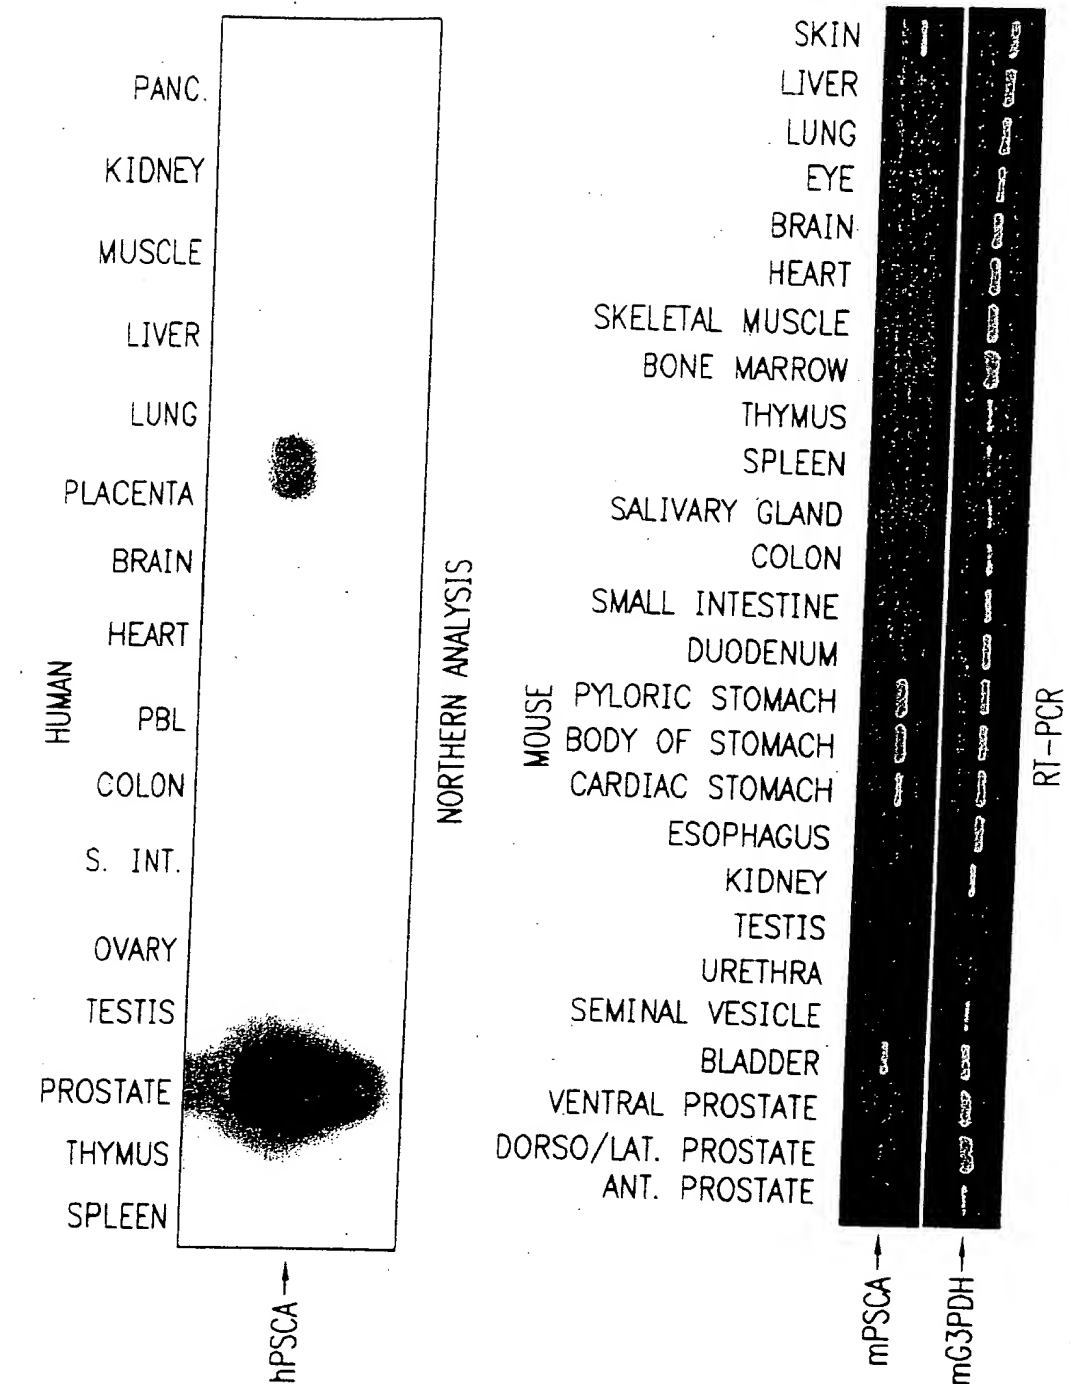 PANC.
KIDNEY
MUSCLE
LIVER
LUNG
PLACENTA
BRAIN
HEART
PBL
COLON
S. INT.
OVARY
TESTIS
PROSTATE
THYMUS
SPLEEN
HUMAN
NORTHERN ANALYSIS
hPSCA
SKIN
LIVER
LUNG
EYE
BRAIN
HEART
SKELETAL MUSCLE
BONE MARROW
THYMUS
SPLEEN
SALIVARY GLAND
COLON
SMALL INTESTINE
DUODENUM
PYLORIC STOMACH
BODY OF STOMACH
CARDIAC STOMACH
ESOPHAGUS
KIDNEY
TESTIS
URETHRA
SEMINAL VESICLE
BLADDER
VENTRAL PROSTATE
DORSO/LAT. PROSTATE
ANT. PROSTATE
MOUSE
RT-PCR
mPSCA
mG3PDH